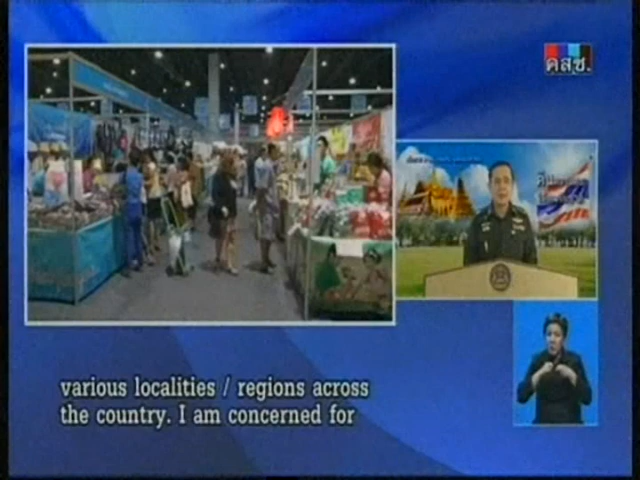 คสช.
various localities / regions across
the country. I am concerned for